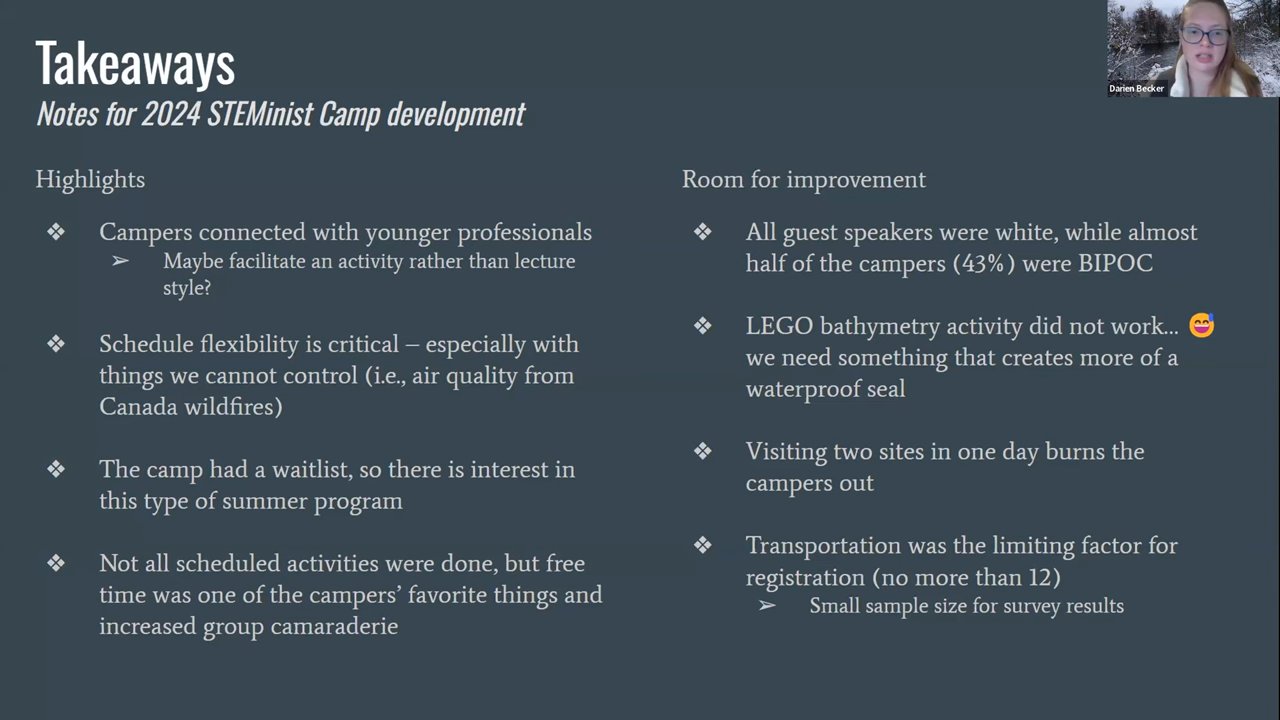 Takeaways
Notes for 2024 STEMinist Camp development
Darien Becker
Highlights
❖ Campers connected with younger professionals
➢ Maybe facilitate an activity rather than lecture
style?
❖ Schedule flexibility is critical – especially with
things we cannot control (i.e., air quality from
Canada wildfires)
❖ The camp had a waitlist, so there is interest in
this type of summer program
❖ Not all scheduled activities were done, but free
time was one of the campers’ favorite things and
increased group camaraderie
Room for improvement
❖ All guest speakers were white, while almost
half of the campers (43%) were BIPOC
❖ LEGO bathymetry activity did not work... 😅
we need something that creates more of a
waterproof seal
❖ Visiting two sites in one day burns the
campers out
❖ Transportation was the limiting factor for
registration (no more than 12)
➢ Small sample size for survey results